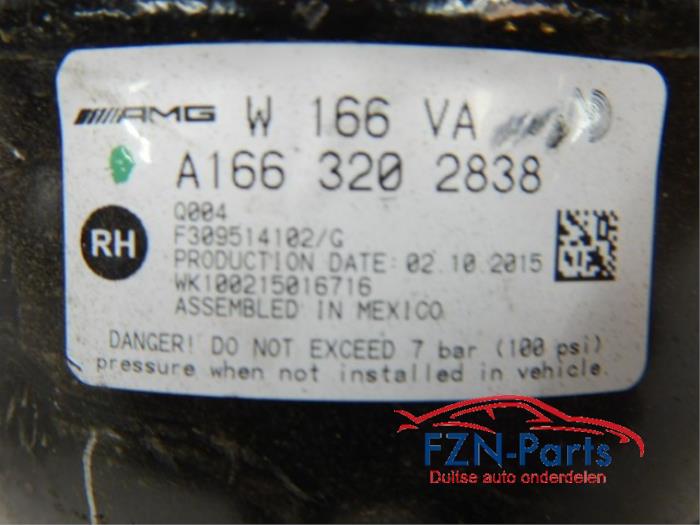 AMG W 166 VA
A166 320 2838
RH
Q004
F309514102/G
PRODUCTION DATE: 02.10.2015
WK100215016716
ASSEMBLED IN MEXICO
DANGER! DO NOT EXCEED 7 bar (100 psi)
pressure when not installed in vehicle.
FZN-Parts
Duitse auto onderdelen